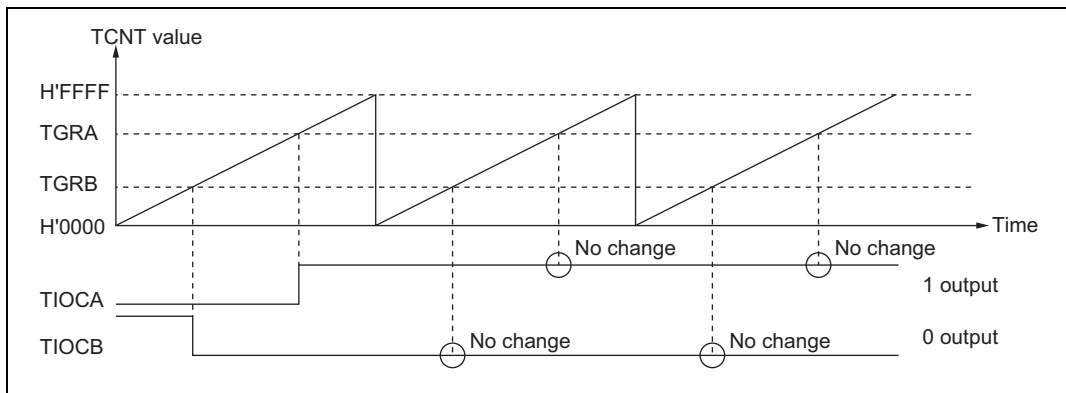 TCNT value
H'FFFF
TGRA
TGRB
H'0000
Time
No change
No change
TIOCA
1 output
TIOCB
No change
No change
0 output